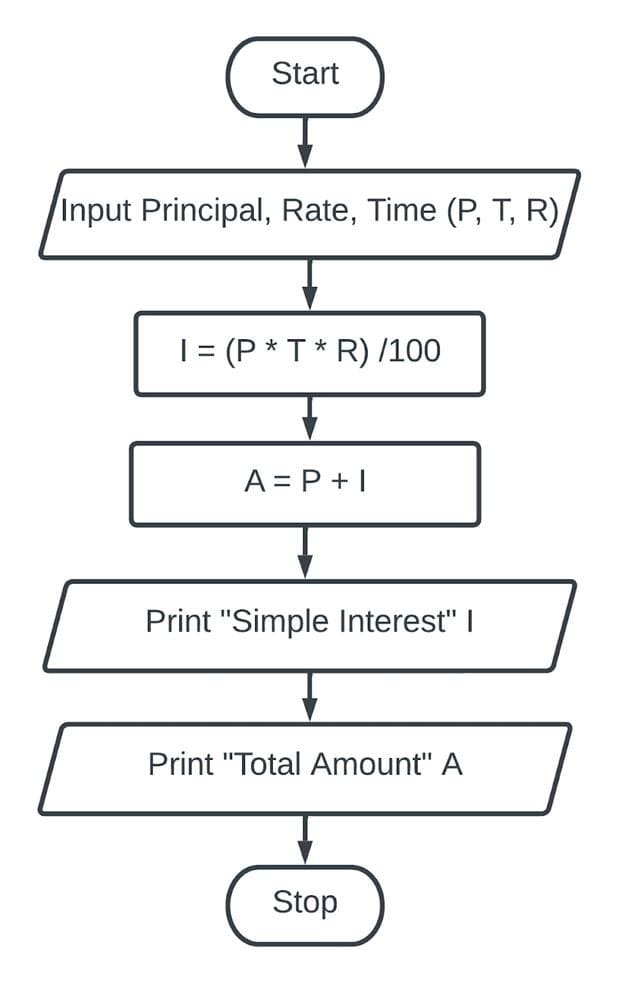 Start
Input Principal, Rate, Time (P, T, R)
I = (P * T * R) /100
A = P + I
Print "Simple Interest" I
Print "Total Amount" A
Stop